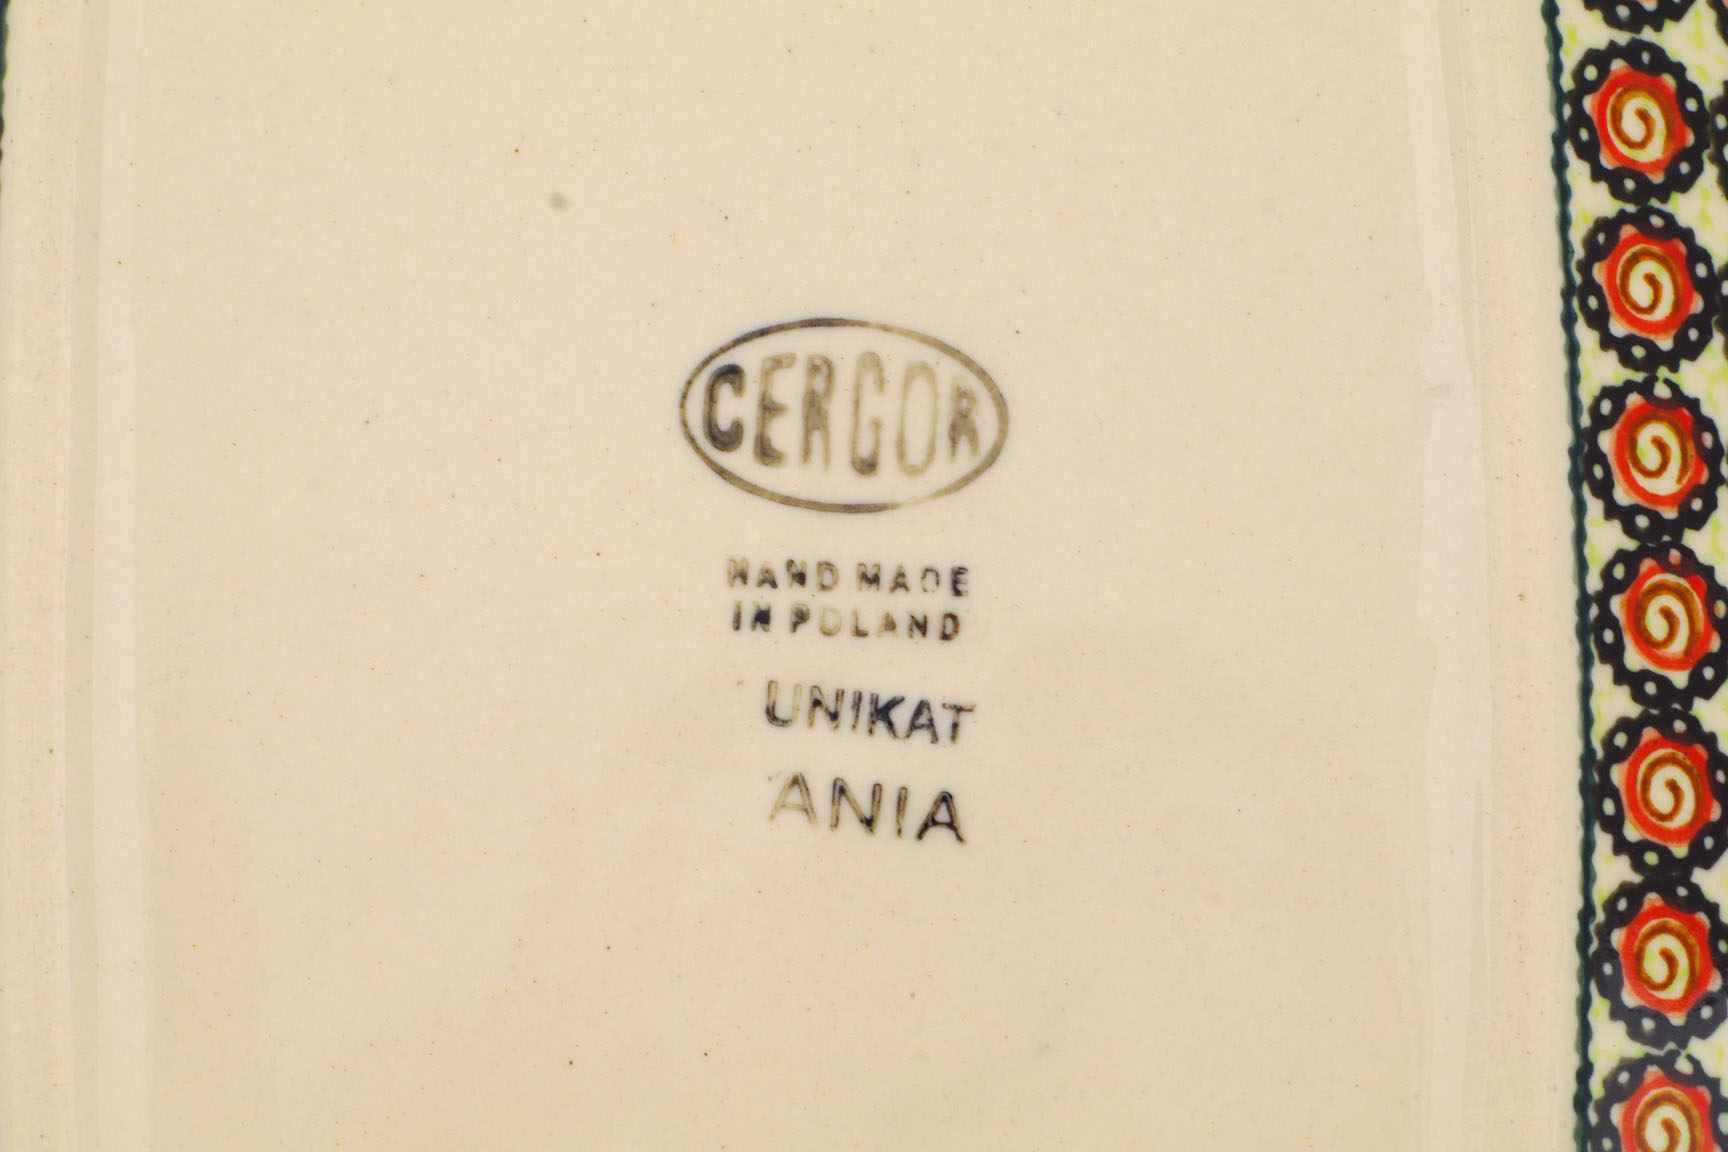 CERGOR
HAND MADE
IN POLAND
UNIKAT
ANIA